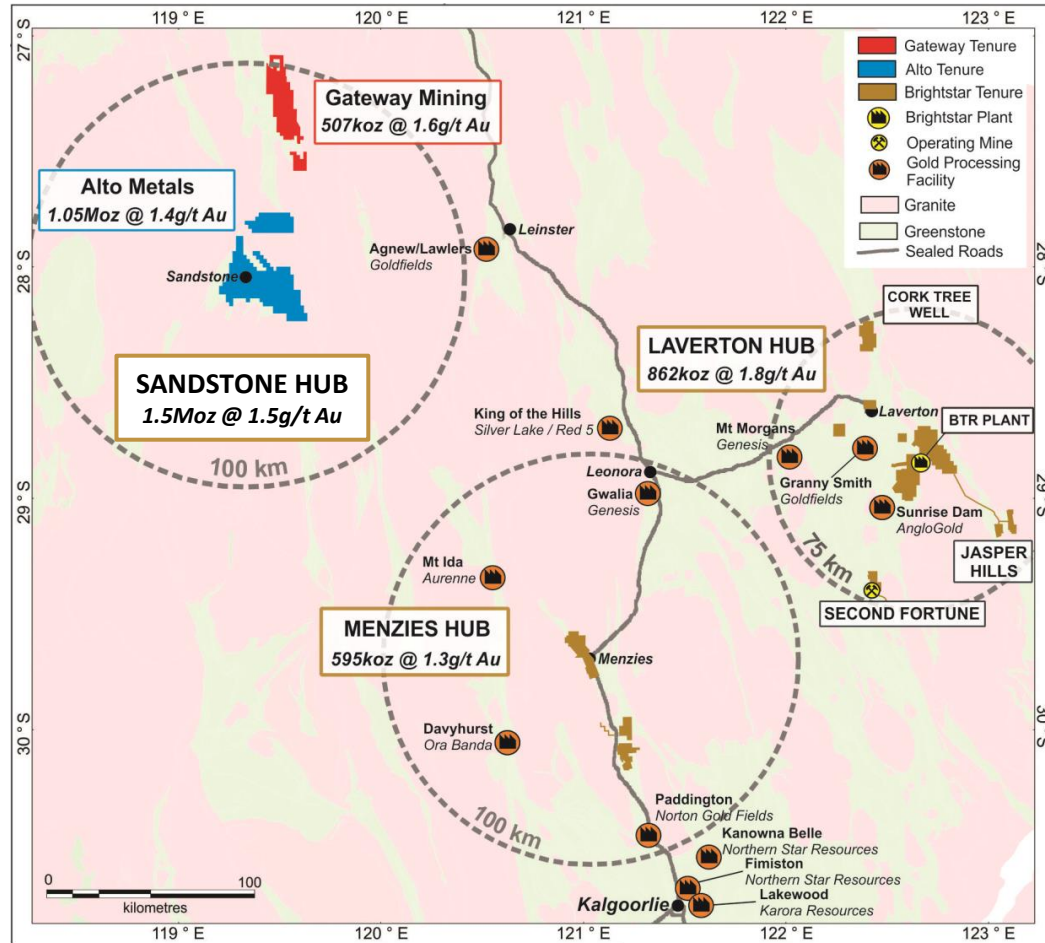 119 ° E
120 ° E
121 ° E
122 ° E
123 ° E
27° S
28° S
29° S
30° S
28° S
29° S
30° S
Gateway Tenure
Alto Tenure
Brightstar Tenure
Brightstar Plant
Operating Mine
Gold Processing
Facility
Granite
Greenstone
Sealed Roads
Gateway Mining
507koz @ 1.6g/t Au
Alto Metals
1.05Moz @ 1.4g/t Au
Sandstone
SANDSTONE HUB
1.5Moz @ 1.5g/t Au
100 km
Leinster
Agnew/Lawlers
Goldfields
CORK TREE
WELL
LAVERTON HUB
862koz @ 1.8g/t Au
Laverton
BTR PLANT
King of the Hills
Silver Lake / Red 5
Mt Morgans
Genesis
Granny Smith
Goldfields
Leonora
Gwalia
Genesis
Sunrise Dam
AngloGold
JASPER
HILLS
75 km
SECOND FORTUNE
Mt Ida
Aurenne
MENZIES HUB
595koz @ 1.3g/t Au
Menzies
Davyhurst
Ora Banda
100 km
Paddington
Norton Gold Fields
Kanowna Belle
Northern Star Resources
Fimiston
Northern Star Resources
Kalgoorlie
Lakewood
Karora Resources
0
100
kilometres